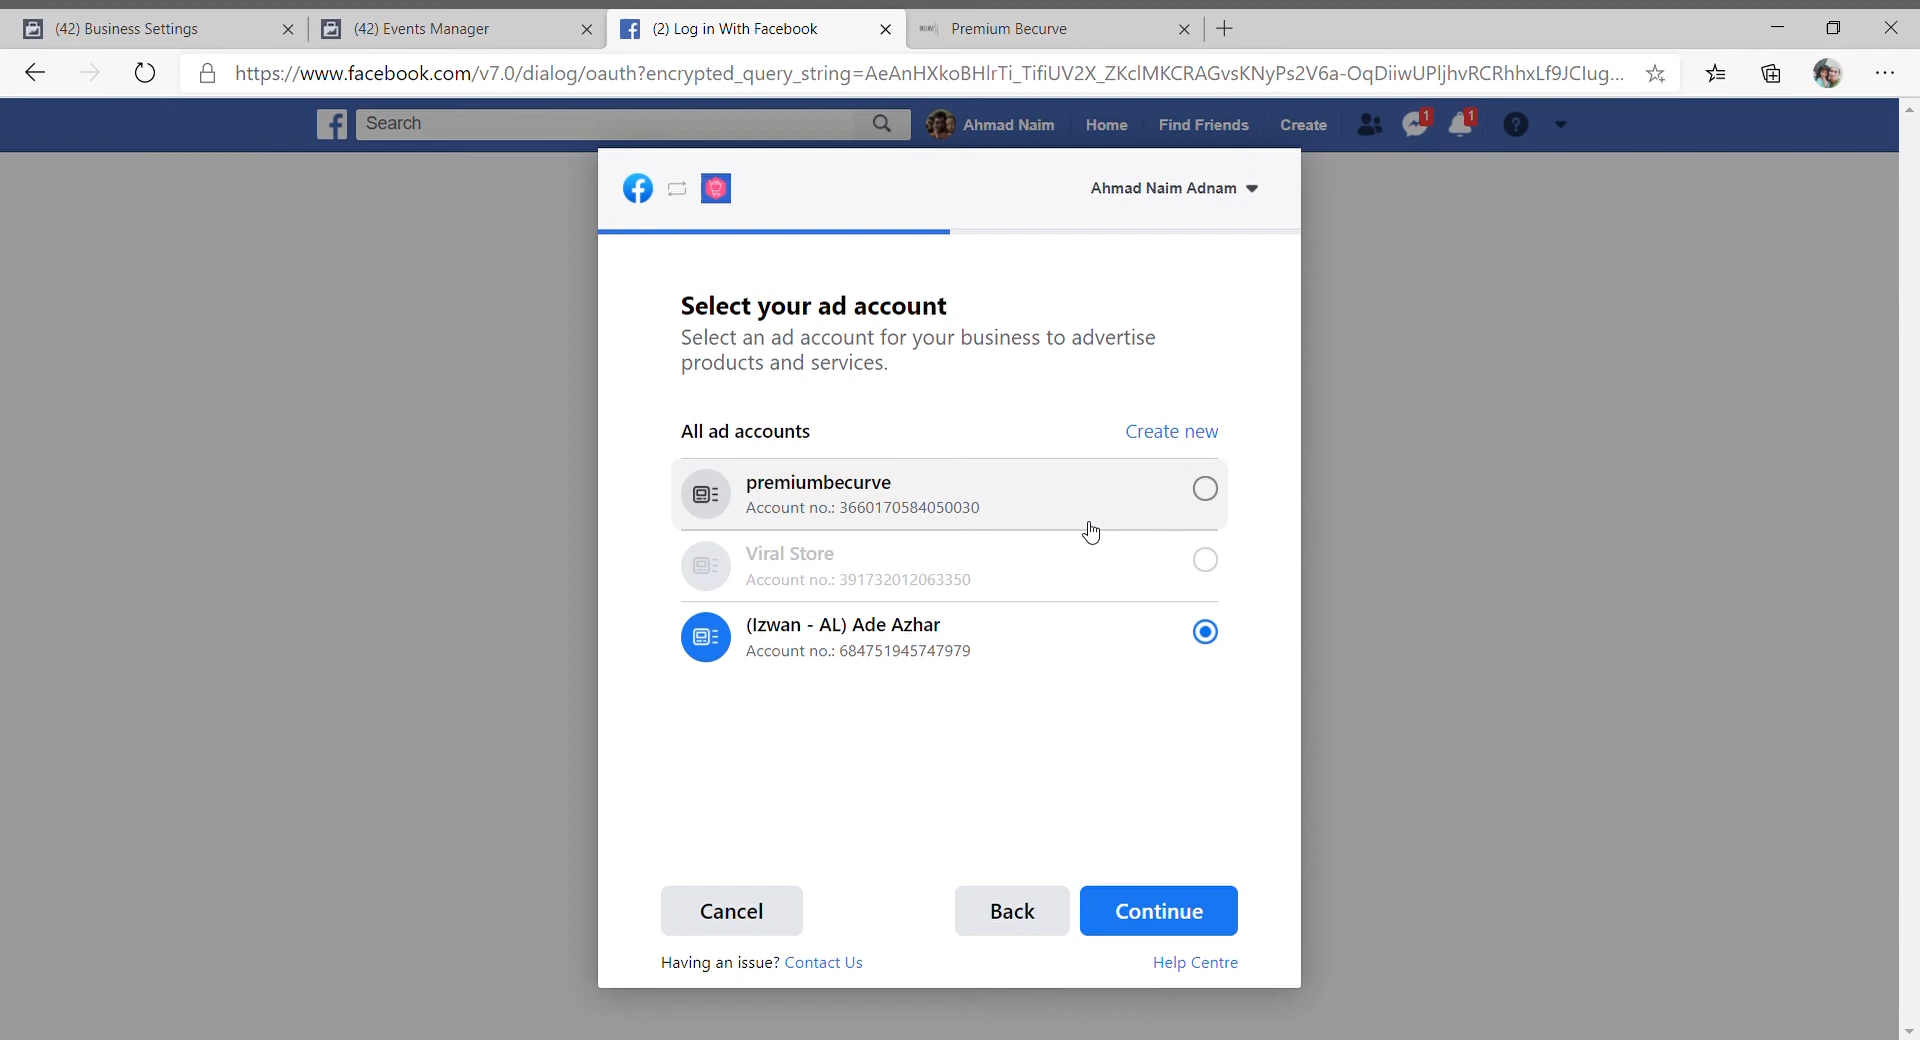 (42) Business Settings
(42) Events Manager
(2) Log in With Facebook
Premium Becurve
https://www.facebook.com/v7.0/dialog/oauth?encrypted_query_string=AeAnHXkoBHIrTi_TifiUV2X_ZKclMKCRAGvsKNyPs2V6a-OqDiiwUPljhvRCRhhxLf9JClug...
Search
Ahmad Naim
Home
Find Friends
Create
1
1
Ahmad Naim Adnam
Select your ad account
Select an ad account for your business to advertise
products and services.
All ad accounts
Create new
premiumbecurve
Account no.: 3660170584050030
Viral Store
Account no.: 391732012063350
(Izwan - AL) Ade Azhar
Account no.: 684751945747979
Cancel
Back
Continue
Having an issue? Contact Us
Help Centre